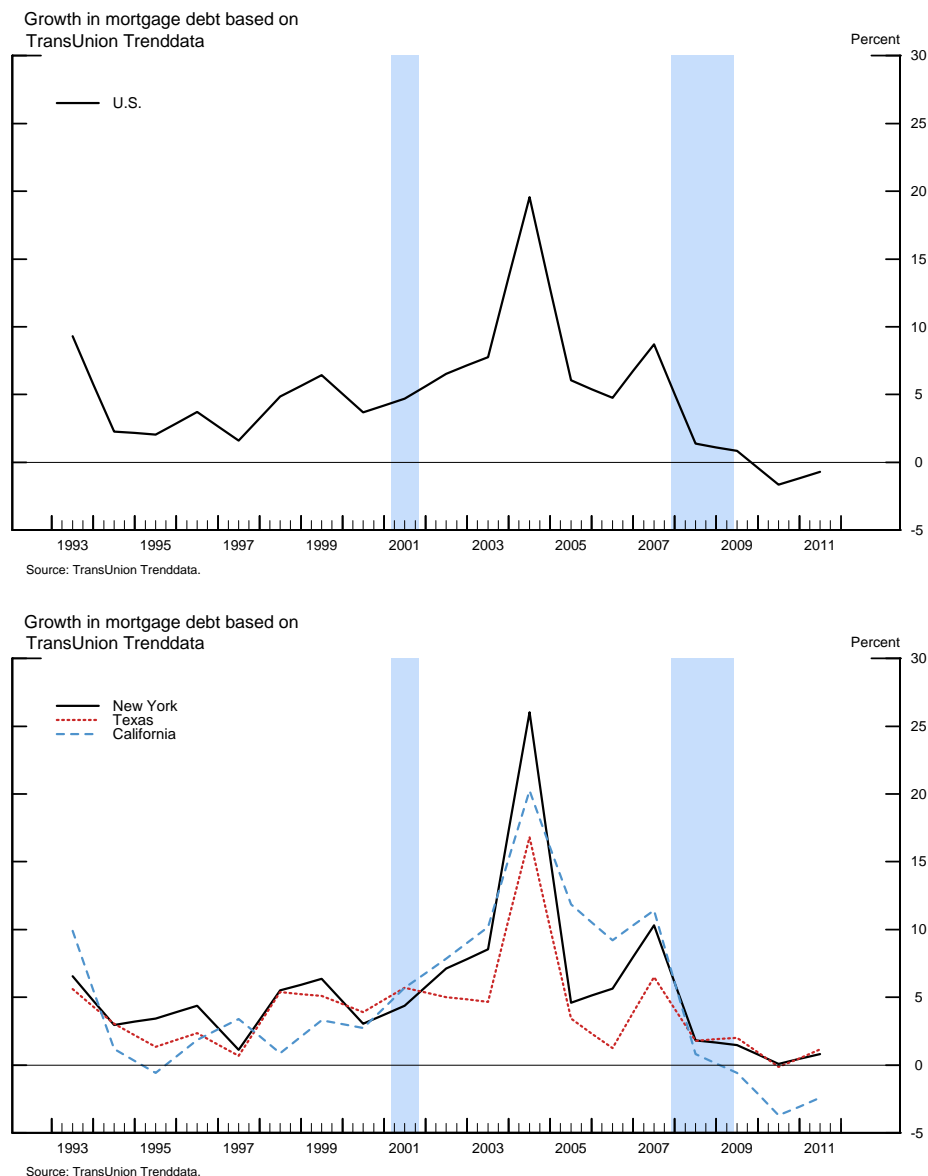 Growth in mortgage debt based on
TransUnion Trenddata
Percent
30
U.S.
25
20
15
10
5
0
-5
1993 1995 1997 1999 2001 2003 2005 2007 2009 2011
Source: TransUnion Trenddata.
Growth in mortgage debt based on
TransUnion Trenddata
Percent
30
New York
Texas
California
25
20
15
10
5
0
-5
1993 1995 1997 1999 2001 2003 2005 2007 2009 2011
Source: TransUnion Trenddata.